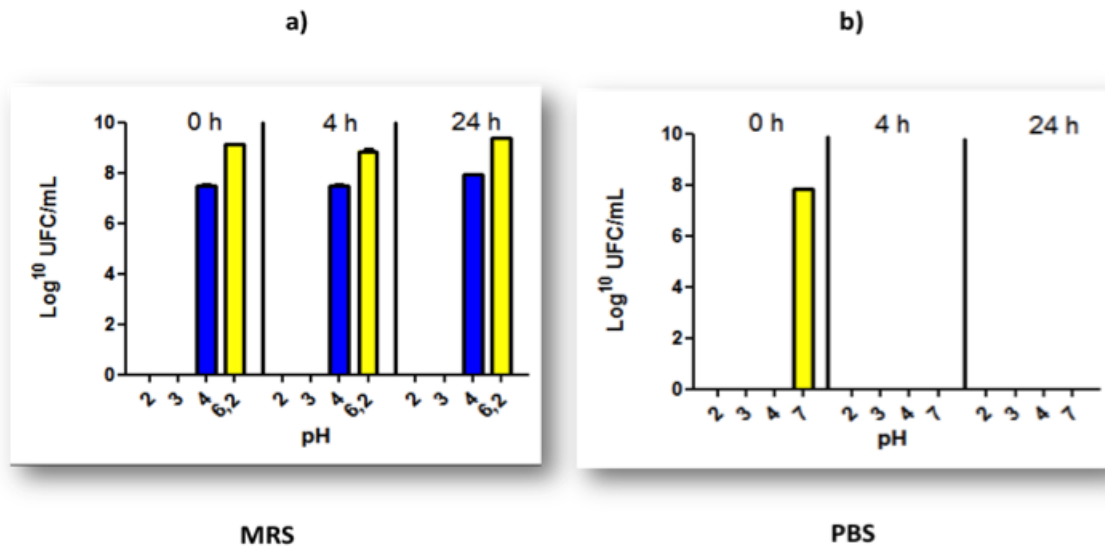 a)
0 h 4 h 24 h
Log¹⁰ UFC/mL
10
8
6
4
2
0
2 3 4 6,2 2 3 4 6,2 2 3 4 6,2
pH
MRS
b)
0 h 4 h 24 h
Log¹⁰ UFC/mL
10
8
6
4
2
0
2 3 4 7 2 3 4 7 2 3 4 7
pH
PBS